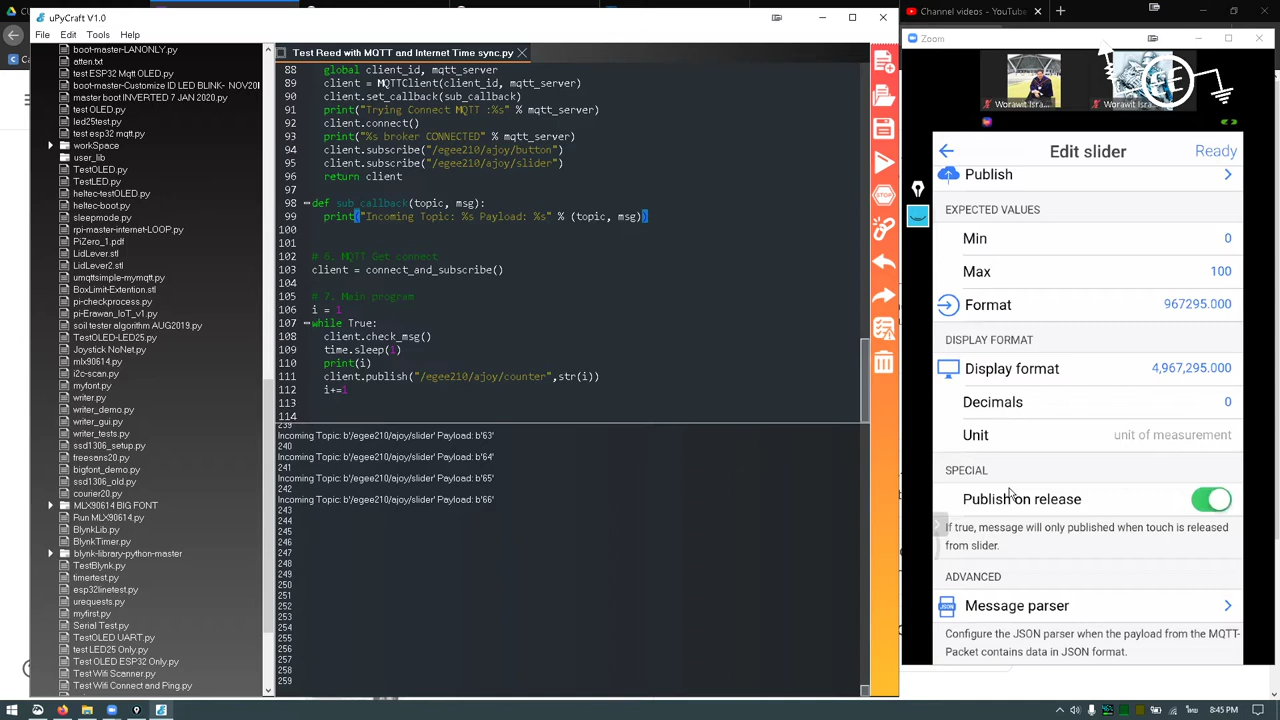 uPyCraft V1.0
File Edit Tools Help
boot-master-LANONLY.py
atten.txt
test ESP32 Mqtt OLED.py
boot-master-Customize ID LED BLINK- NOV201
master boot INVERTED 7 JAN 2020.py
test OLED.py
led25test.py
test esp32 mqtt.py
workSpace
user_lib
TestOLED.py
TestLED.py
heltec-testOLED.py
heltec-boot.py
sleepmode.py
rpi-master-internet-LOOP.py
PiZero_1.pdf
LidLever.stl
LidLever2.stl
umqttsimple-mymqtt.py
BoxLimit-Extention.stl
pi-checkprocess.py
pi-Erawan_IoT_v1.py
soil tester algorithm AUG2019.py
TestOLED-LED25.py
Joystick NoNet.py
mlx90614.py
i2c-scan.py
myfont.py
writer.py
writer_demo.py
writer_gui.py
writer_tests.py
ssd1306_setup.py
freesans20.py
bigfont_demo.py
ssd1306_old.py
courier20.py
MLX90614 BIG FONT
Run MLX90614.py
BlynkLib.py
BlynkTimer.py
blynk-library-python-master
TestBlynk.py
timertest.py
esp32linetest.py
urequests.py
myfirst.py
Serial Test.py
TestOLED UART.py
test LED25 Only.py
Test OLED ESP32 Only.py
Test Wifi Scanner.py
Test Wifi Connect and Ping.py
Test Reed with MQTT and Internet Time sync.py
88 global client_id, mqtt_server
89 client = MQTTClient(client_id, mqtt_server)
90 client.set_callback(sub_callback)
91 print("Trying Connect MQTT :%s" % mqtt_server)
92 client.connect()
93 print("%s broker CONNECTED" % mqtt_server)
94 client.subscribe("/egee210/ajoy/button")
95 client.subscribe("/egee210/ajoy/slider")
96 return client
97
98 def sub_callback(topic, msg):
99 print("Incoming Topic: %s Payload: %s" % (topic, msg))
100
101
102 # 6. MQTT Get connect
103 client = connect_and_subscribe()
104
105 # 7. Main program
106 i = 1
107 while True:
108 client.check_msg()
109 time.sleep(1)
110 print(i)
111 client.publish("/egee210/ajoy/counter",str(i))
112 i+=1
113
114
239
Incoming Topic: b'/egee210/ajoy/slider' Payload: b'63'
240
Incoming Topic: b'/egee210/ajoy/slider' Payload: b'64'
241
Incoming Topic: b'/egee210/ajoy/slider' Payload: b'65'
242
Incoming Topic: b'/egee210/ajoy/slider' Payload: b'66'
243
244
245
246
247
248
249
250
251
252
253
254
255
256
257
258
259
Channel videos - YouTube
Zoom
Worawit Isra...
Worawit Isra...
Edit slider Ready
Publish
EXPECTED VALUES
Min 0
Max 100
Format 967295.000
DISPLAY FORMAT
Display format 4,967,295.000
Decimals 0
Unit unit of measurement
SPECIAL
Publish on release
If true, message will only published when touch is released
from slider.
ADVANCED
JSON
Message parser
Configure the JSON parser when the payload from the MQTT-
Packet contains data in JSON format.
8:45 PM